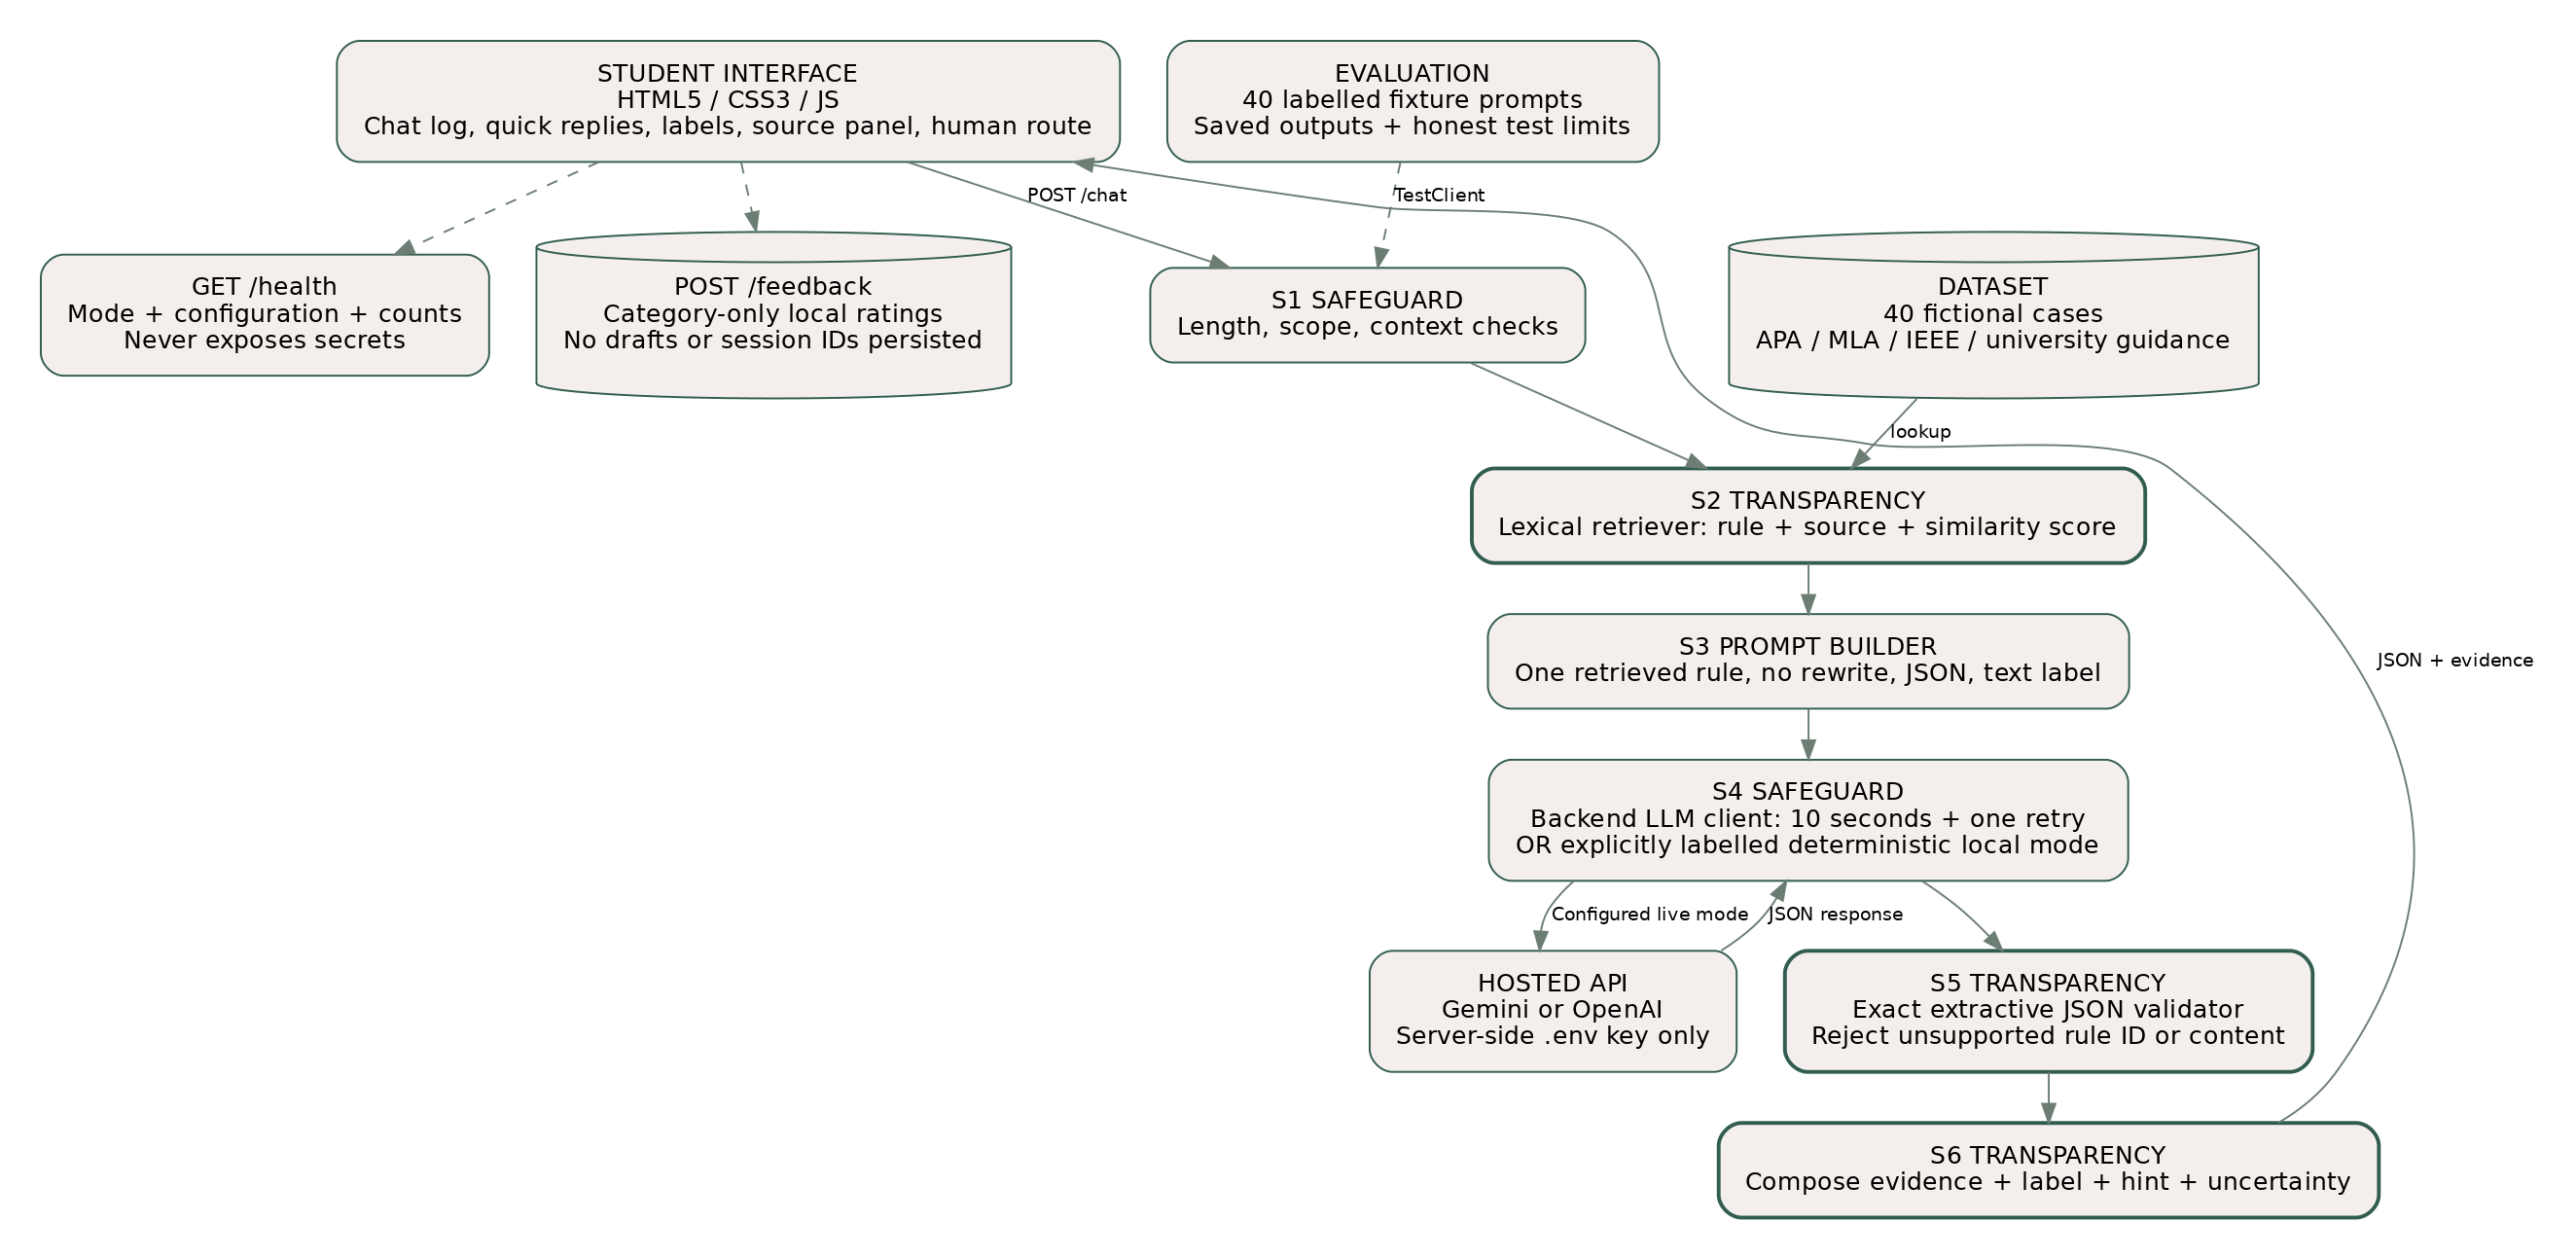 STUDENT INTERFACE
HTML5 / CSS3 / JS
Chat log, quick replies, labels, source panel, human route
EVALUATION
40 labelled fixture prompts
Saved outputs + honest test limits
POST /chat
TestClient
GET /health
Mode + configuration + counts
Never exposes secrets
POST /feedback
Category-only local ratings
No drafts or session IDs persisted
S1 SAFEGUARD
Length, scope, context checks
DATASET
40 fictional cases
APA / MLA / IEEE / university guidance
lookup
S2 TRANSPARENCY
Lexical retriever: rule + source + similarity score
S3 PROMPT BUILDER
One retrieved rule, no rewrite, JSON, text label
JSON + evidence
S4 SAFEGUARD
Backend LLM client: 10 seconds + one retry
OR explicitly labelled deterministic local mode
Configured live mode
JSON response
HOSTED API
Gemini or OpenAI
Server-side .env key only
S5 TRANSPARENCY
Exact extractive JSON validator
Reject unsupported rule ID or content
S6 TRANSPARENCY
Compose evidence + label + hint + uncertainty